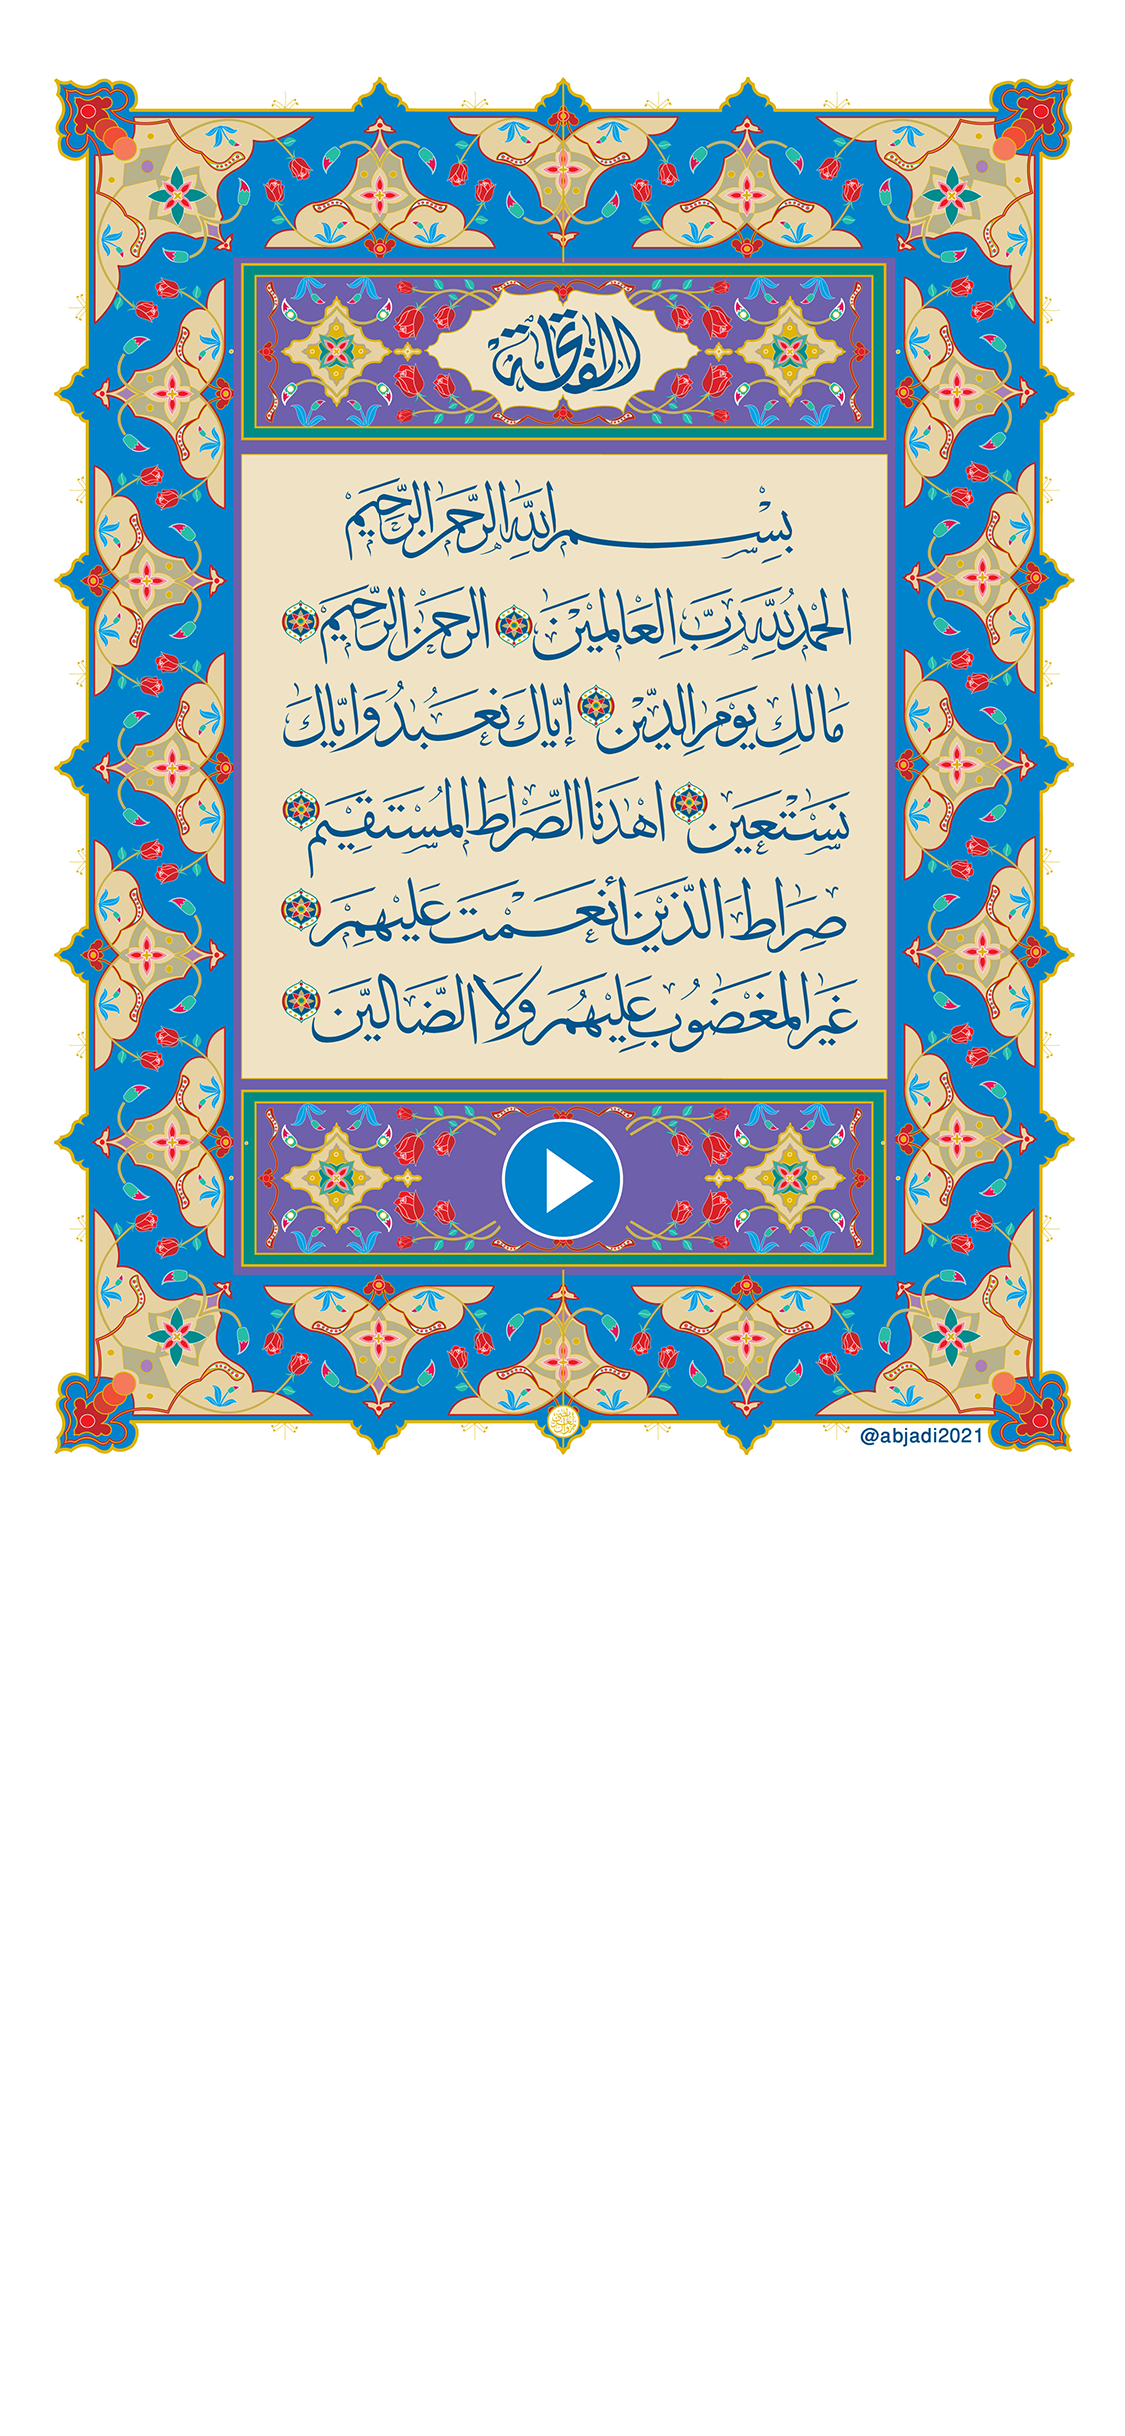 الفاتحة
بسم الله الرحمن الرحيم
الحمد لله رب العالمين الرحمن الرحيم
مالك يوم الدين إياك نعبد وإياك
نستعين اهدنا الصراط المستقيم
صراط الذين أنعمت عليهم
غير المغضوب عليهم ولا الضالين
@abjadi2021